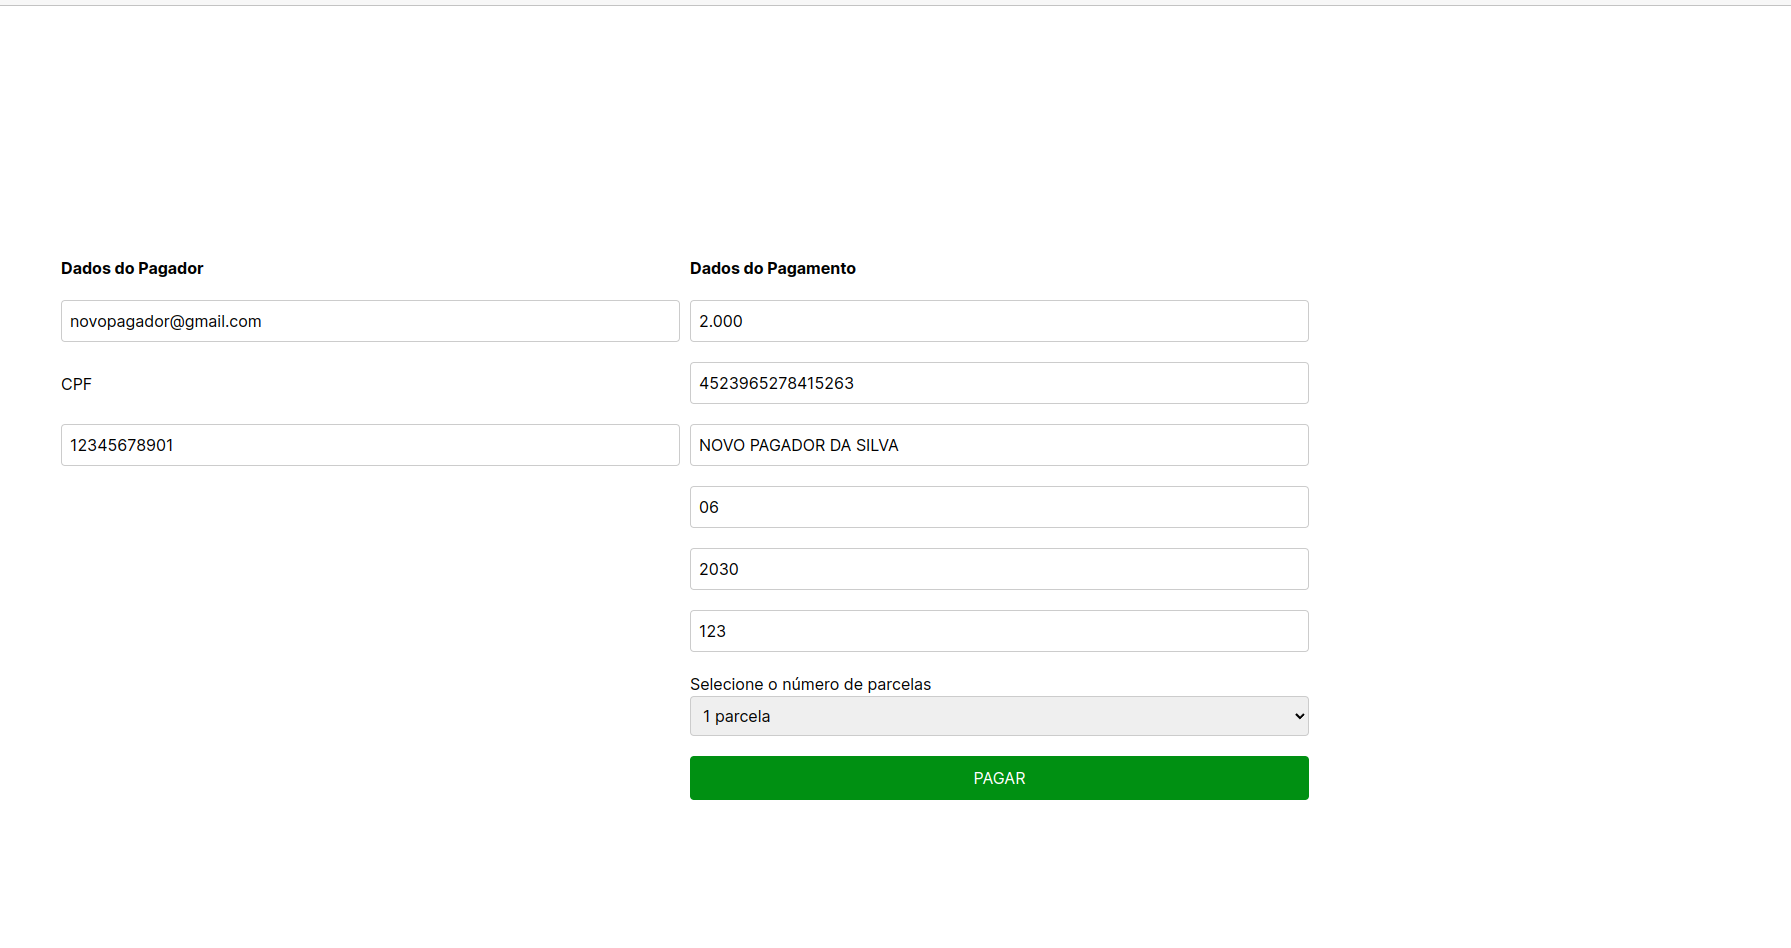 Dados do Pagador
novopagador@gmail.com
CPF
12345678901
Dados do Pagamento
2.000
4523965278415263
NOVO PAGADOR DA SILVA
06
2030
123
Selecione o número de parcelas
1 parcela
PAGAR